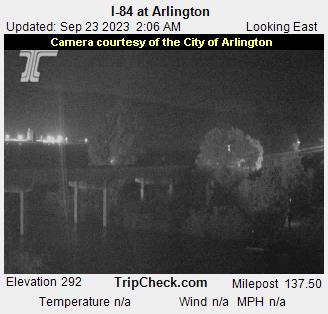 I-84 at Arlington
Updated: Sep 23 2023 2:06 AM Looking East
Camera courtesy of the City of Arlington
Elevation 292 TripCheck.com Milepost 137.50
Temperature n/a Wind n/a MPH n/a